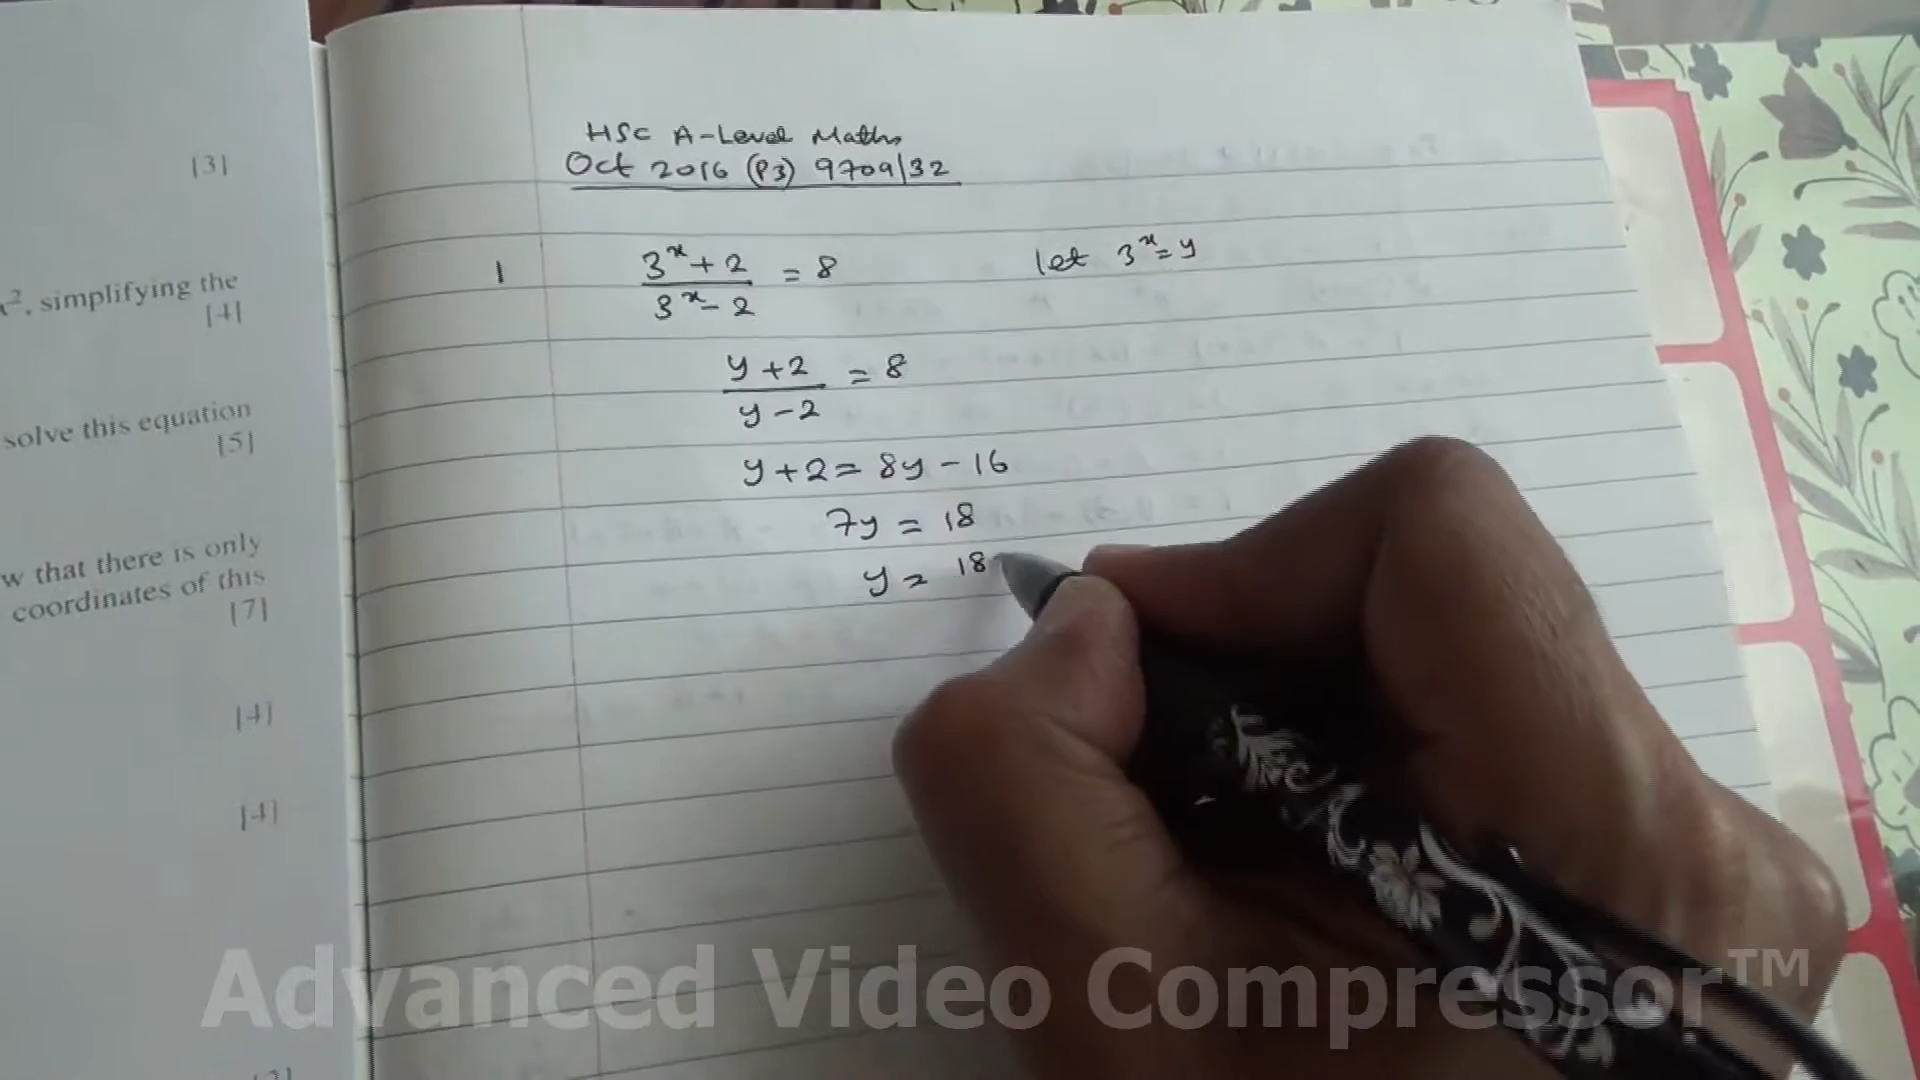 [3]
², simplifying the
[4]
solve this equation
[5]
w that there is only
coordinates of this
[7]
[4]
[4]
HSC A-Level Maths
Oct 2016 (P3) 9709/32
1
3^x + 2
3^x - 2
= 8
let 3^x = y
y + 2
y - 2
= 8
y + 2 = 8y - 16
7y = 18
y = 18
Advanced Video Compressor™